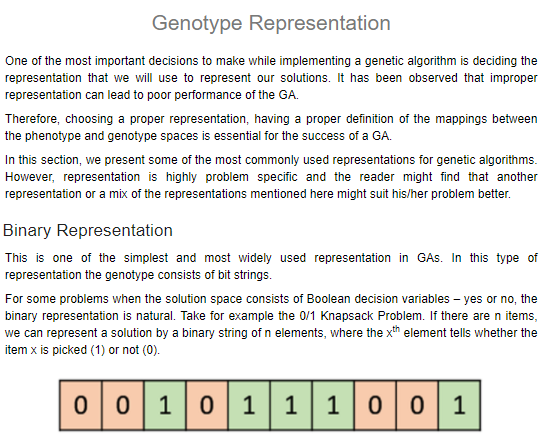 Genotype Representation
One of the most important decisions to make while implementing a genetic algorithm is deciding the
representation that we will use to represent our solutions. It has been observed that improper
representation can lead to poor performance of the GA.
Therefore, choosing a proper representation, having a proper definition of the mappings between
the phenotype and genotype spaces is essential for the success of a GA.
In this section, we present some of the most commonly used representations for genetic algorithms.
However, representation is highly problem specific and the reader might find that another
representation or a mix of the representations mentioned here might suit his/her problem better.
Binary Representation
This is one of the simplest and most widely used representation in GAs. In this type of
representation the genotype consists of bit strings.
For some problems when the solution space consists of Boolean decision variables – yes or no, the
binary representation is natural. Take for example the 0/1 Knapsack Problem. If there are n items,
we can represent a solution by a binary string of n elements, where the xth element tells whether the
item x is picked (1) or not (0).
0 0 1 0 1 1 1 0 0 1